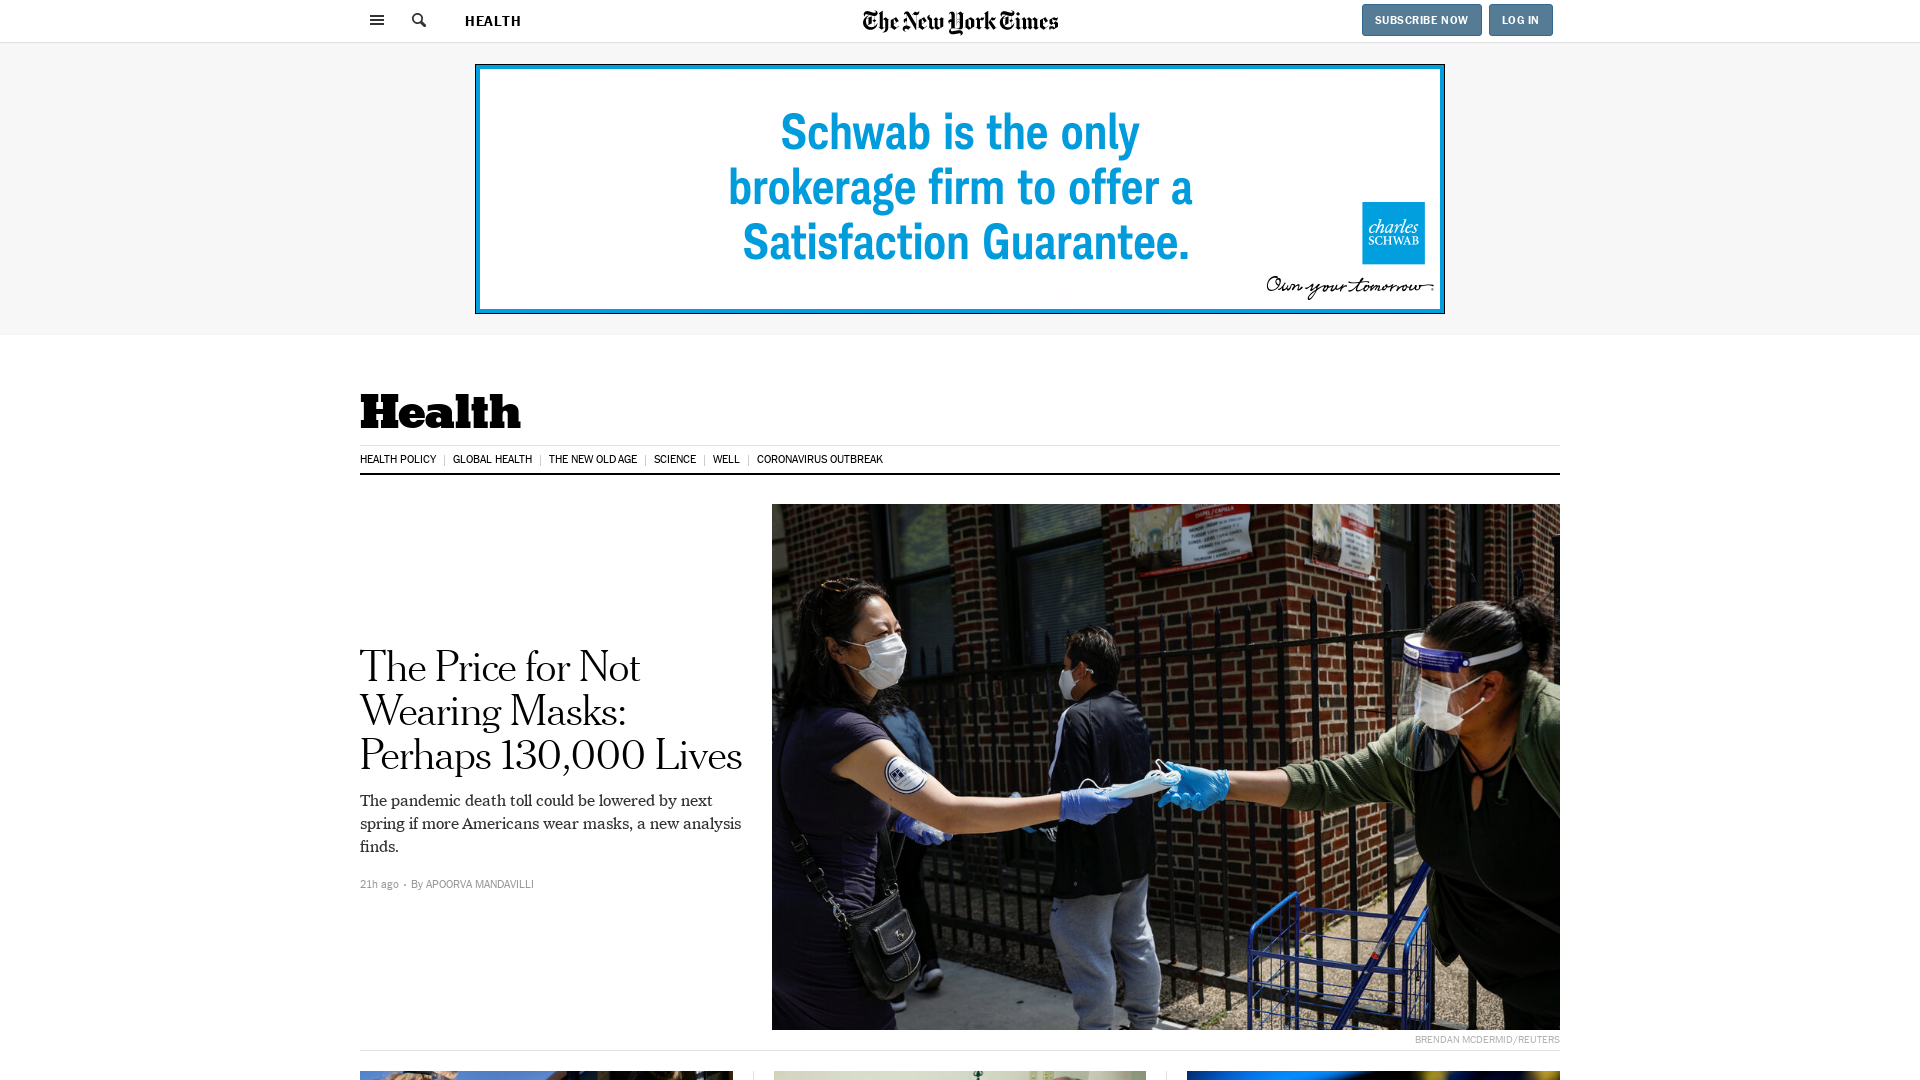 HEALTH
The New York Times
SUBSCRIBE NOW
LOG IN
Schwab is the only
brokerage firm to offer a
Satisfaction Guarantee.
charles
SCHWAB
Own your tomorrow
Health
HEALTH POLICY
GLOBAL HEALTH
THE NEW OLD AGE
SCIENCE
WELL
CORONAVIRUS OUTBREAK
The Price for Not
Wearing Masks:
Perhaps 130,000 Lives
The pandemic death toll could be lowered by next
spring if more Americans wear masks, a new analysis
finds.
21h ago · By APOORVA MANDAVILLI
BRENDAN MCDERMID/REUTERS